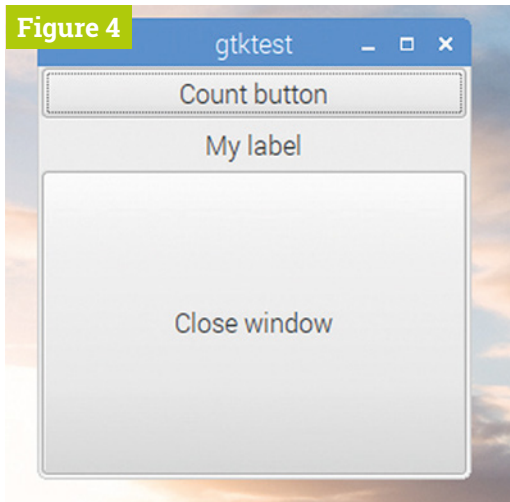 Figure 4
gtktest
Count button
My label
Close window